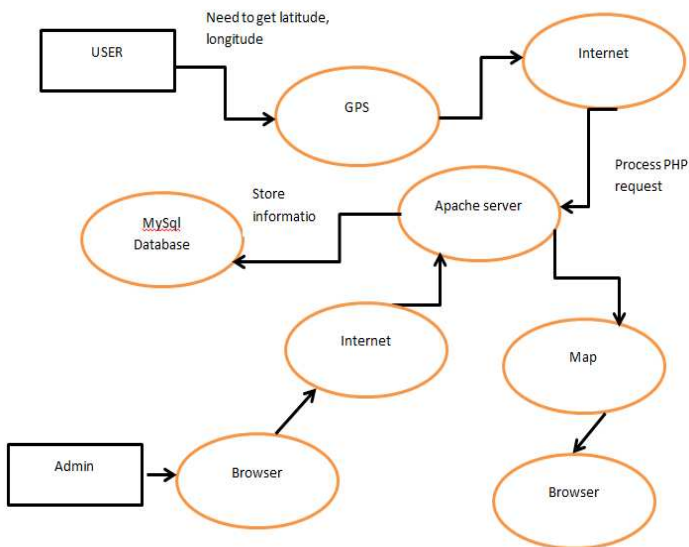 Need to get latitude,
longitude
USER
Internet
GPS
Process PHP
request
Apache server
Store
informatio
MySql
Database
Internet
Map
Admin
Browser
Browser